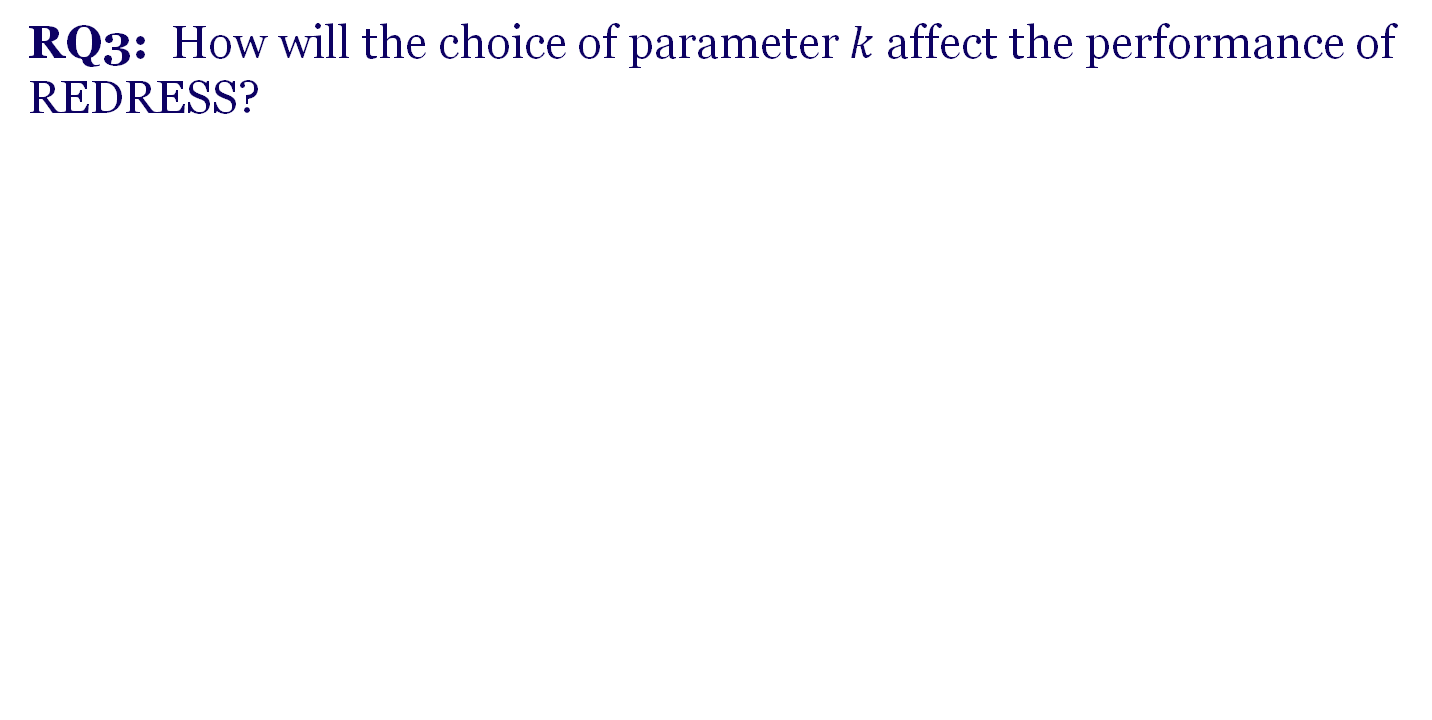 RQ3: How will the choice of parameter k affect the performance of
REDRESS?